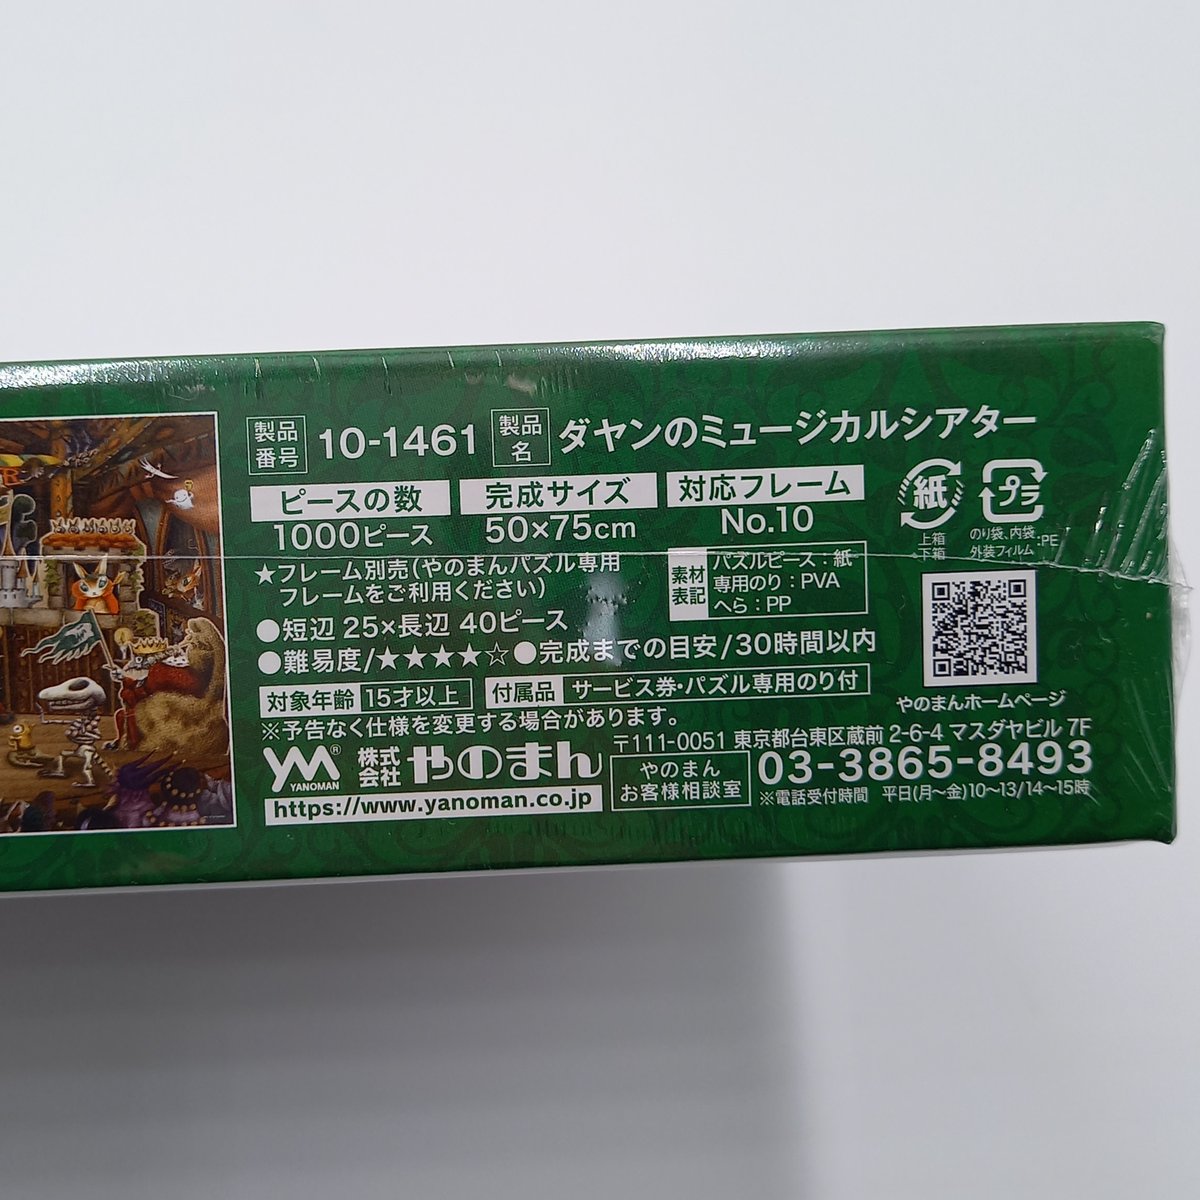 製品番号 10-1461 製品名 ダヤンのミュージカルシアター
ピースの数 完成サイズ 対応フレーム
1000ピース 50×75cm No.10
★フレーム別売(やのまんパズル専用
フレームをご利用ください)
素材表記
パズルピース:紙
専用のり:PVA
へら:PP
●短辺 25×長辺 40ピース
●難易度/★★★★☆ ●完成までの目安/30時間以内
対象年齢 15才以上 付属品 サービス券・パズル専用のり付
※予告なく仕様を変更する場合があります。
紙 プラ
上箱
下箱
のり袋、内袋
外装フィルム
:PE
やのまんホームページ
YM® YANOMAN 株式会社 やのまん
https://www.yanoman.co.jp
〒111-0051 東京都台東区蔵前 2-6-4 マスダヤビル 7F
やのまん
お客様相談室
03-3865-8493
※電話受付時間 平日(月〜金)10〜13/14〜15時